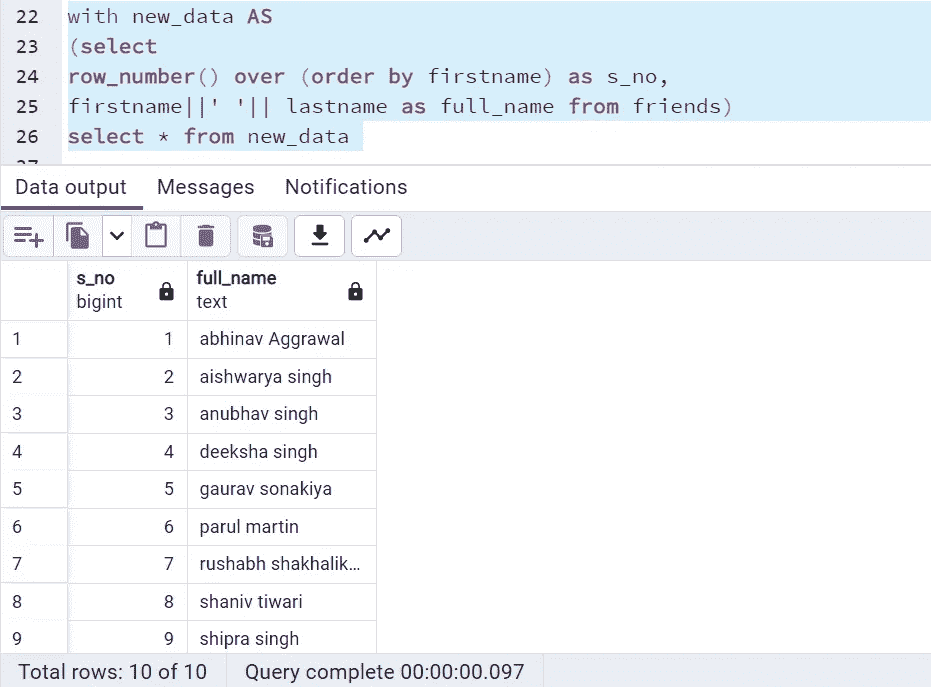 22 with new_data AS
23 (select
24 row_number() over (order by firstname) as s_no,
25 firstname||' '|| lastname as full_name from friends)
26 select * from new_data
Data output Messages Notifications
s_no full_name
bigint text
1 1 abhinav Aggrawal
2 2 aishwarya singh
3 3 anubhav singh
4 4 deeksha singh
5 5 gaurav sonakiya
6 6 parul martin
7 7 rushabh shakhalik...
8 8 shaniv tiwari
9 9 shipra singh
Total rows: 10 of 10 Query complete 00:00:00.097